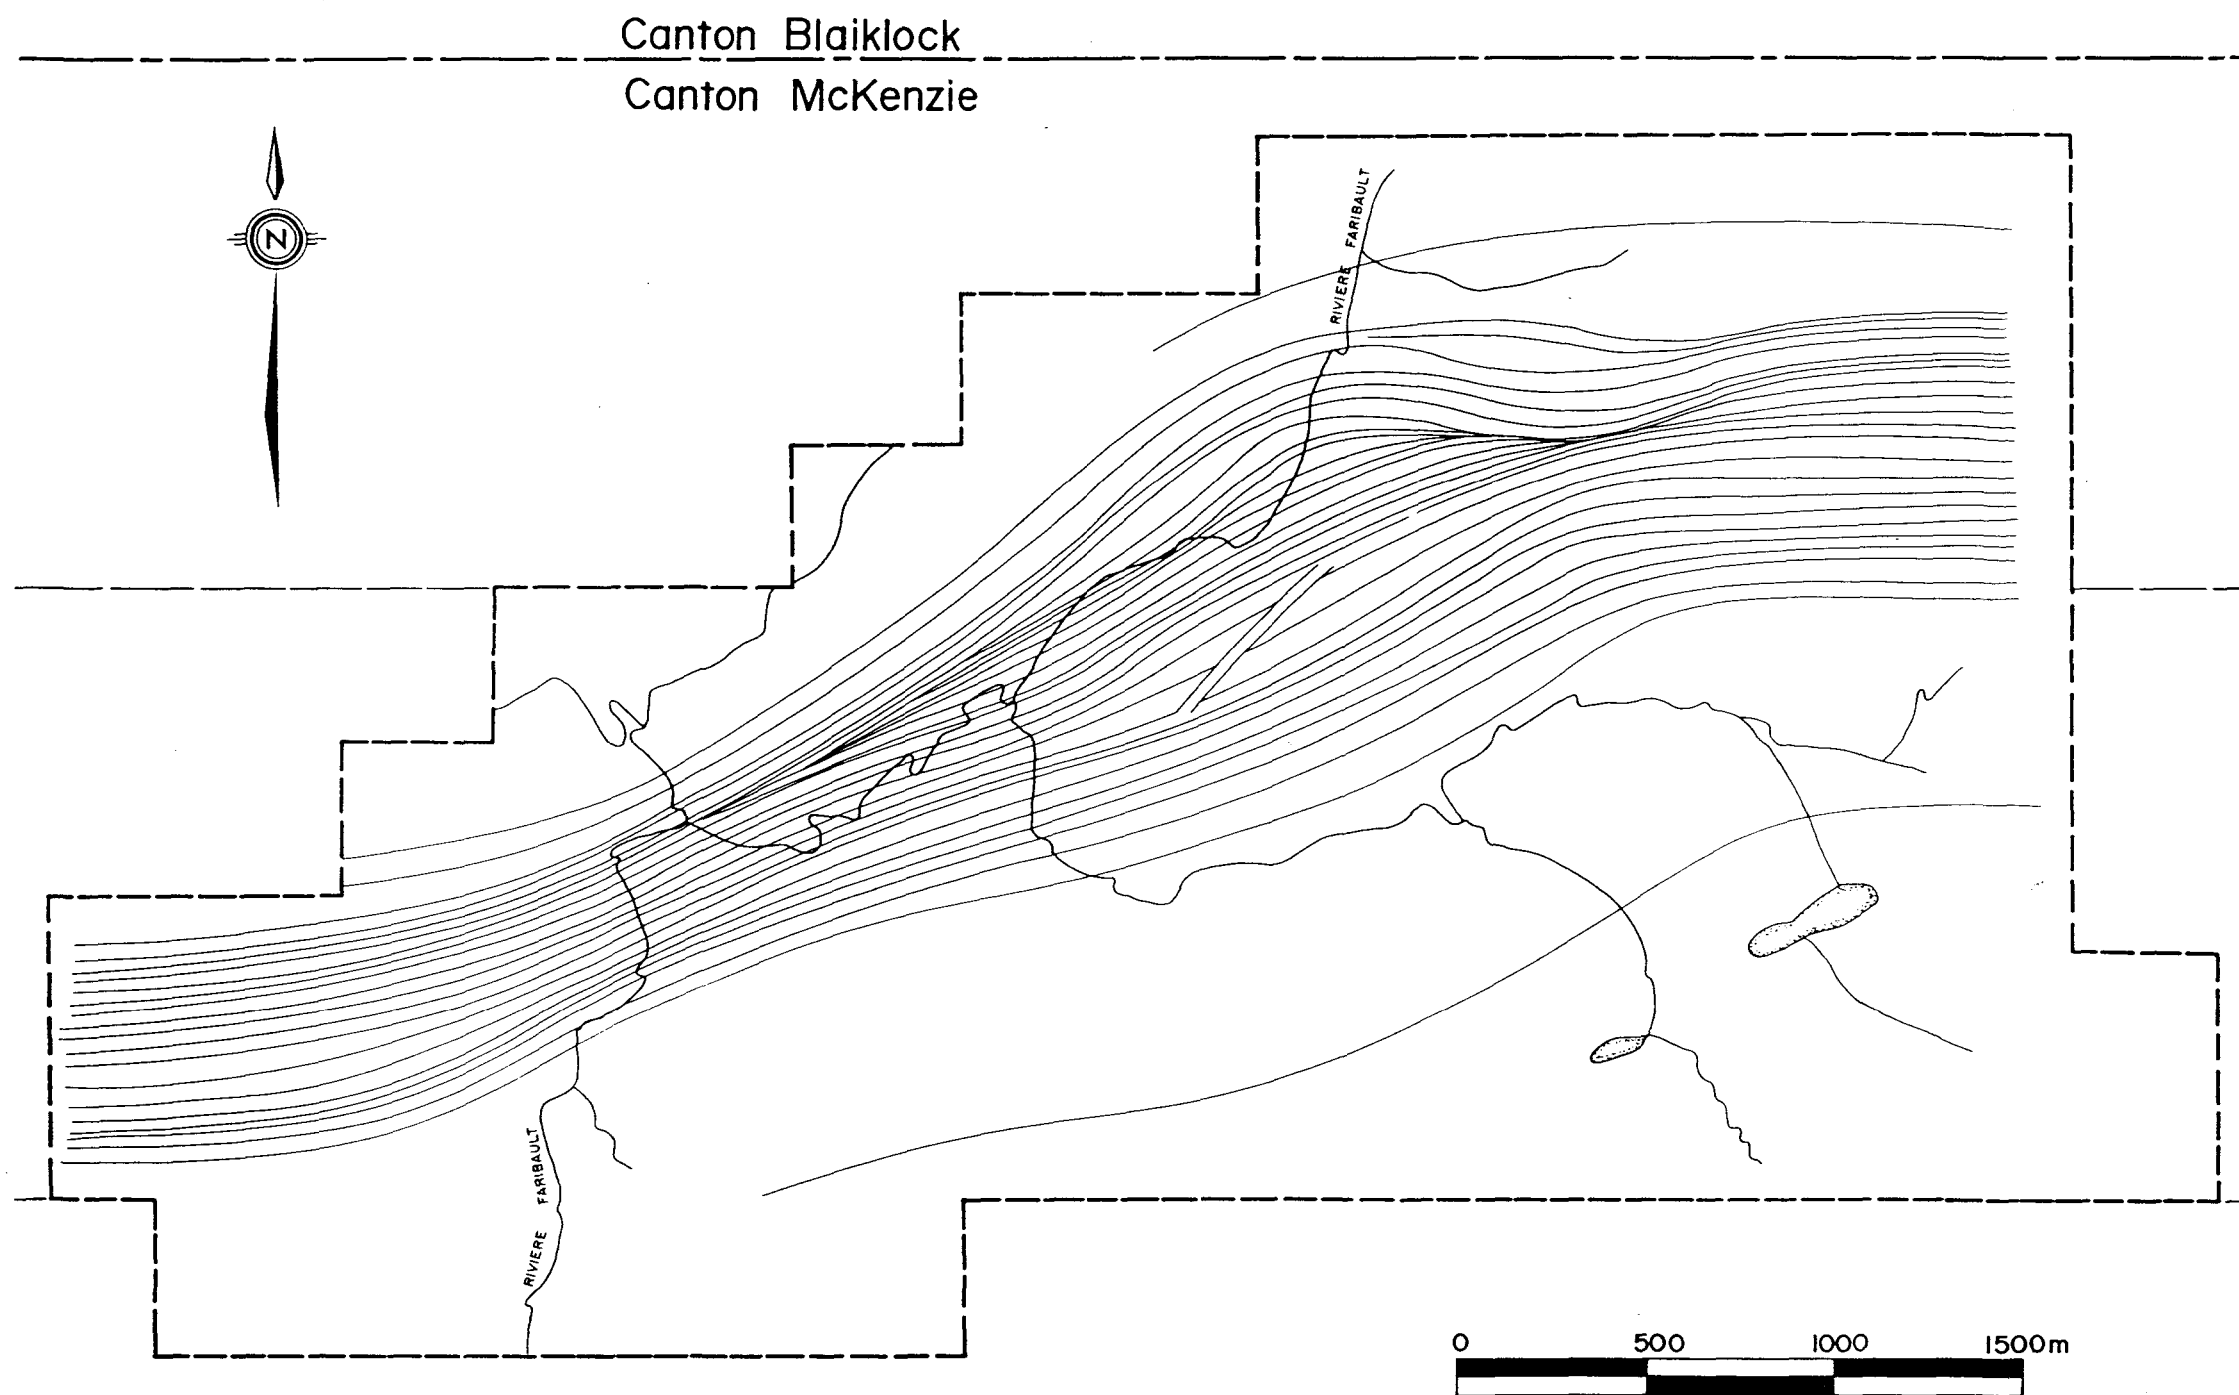 Canton Blaiklock
Canton McKenzie
N
RIVIERE FARIBAULT
RIVIERE FARIBAULT
0 500 1000 1500m